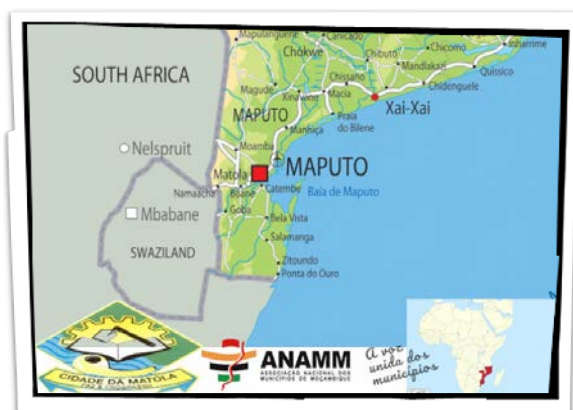 Mapulanguene
Canicado
Chókwe
Chibuto
Chicomo
Inharrime
SOUTH AFRICA
Chissano
Mandlakazi
Quissico
Magude
Xinavane
Macia
Chidenguele
MAPUTO
Xai-Xai
Praia
do Bilene
Manhiça
Nelspruit
Moamba
MAPUTO
Matola
Namaacha
Boane
Catembe
Baía de Maputo
Mbabane
Goba
Bela Vista
Salamanga
SWAZILAND
Zitoundo
Ponta do Ouro
CIDADE DA MATOLA
ANAMM
ASSOCIAÇÃO NACIONAL DOS
MUNICÍPIOS DE MOÇAMBIQUE
A voz
unida dos
municípios